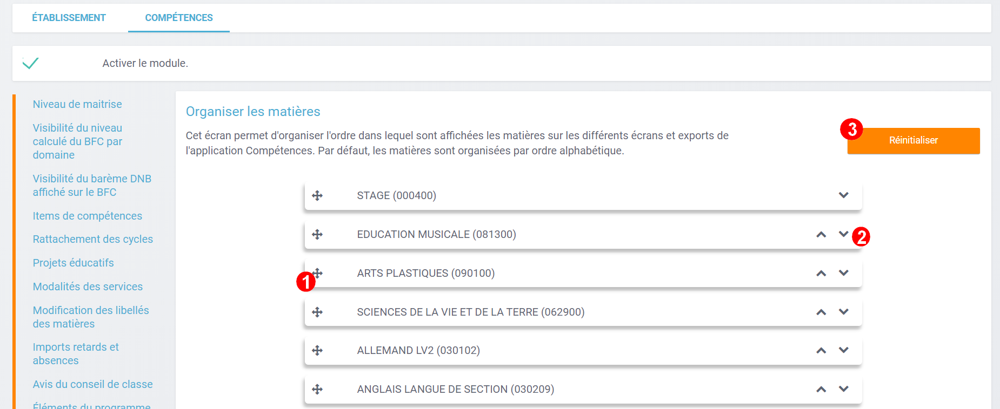 ÉTABLISSEMENT
COMPÉTENCES
Activer le module.
Niveau de maitrise
Visibilité du niveau
calculé du BFC par
domaine
Visibilité du barème DNB
affiché sur le BFC
Items de compétences
Rattachement des cycles
Projets éducatifs
Modalités des services
Modification des libellés
des matières
Imports retards et
absences
Avis du conseil de classe
Éléments du programme
Organiser les matières
Cet écran permet d'organiser l'ordre dans lequel sont affichées les matières sur les différents écrans et exports de
l'application Compétences. Par défaut, les matières sont organisées par ordre alphabétique.
3
Réinitialiser
STAGE (000400)
EDUCATION MUSICALE (081300)
2
ARTS PLASTIQUES (090100)
1
SCIENCES DE LA VIE ET DE LA TERRE (062900)
ALLEMAND LV2 (030102)
ANGLAIS LANGUE DE SECTION (030209)